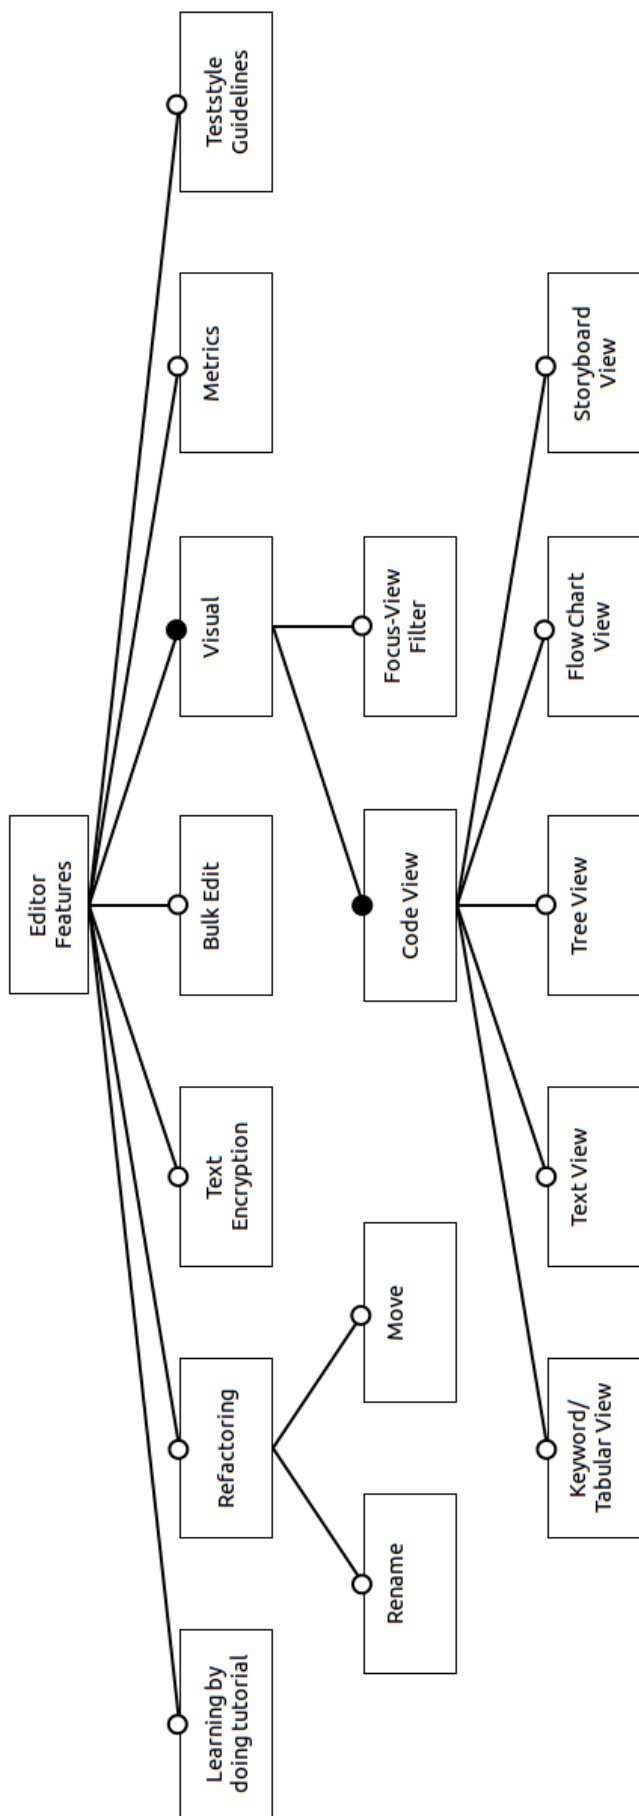 Editor
Features
Learning by
doing tutorial
Refactoring
Text
Encryption
Bulk Edit
Visual
Metrics
Teststyle
Guidelines
Rename
Move
Code View
Focus-View
Filter
Keyword/
Tabular View
Text View
Tree View
Flow Chart
View
Storyboard
View